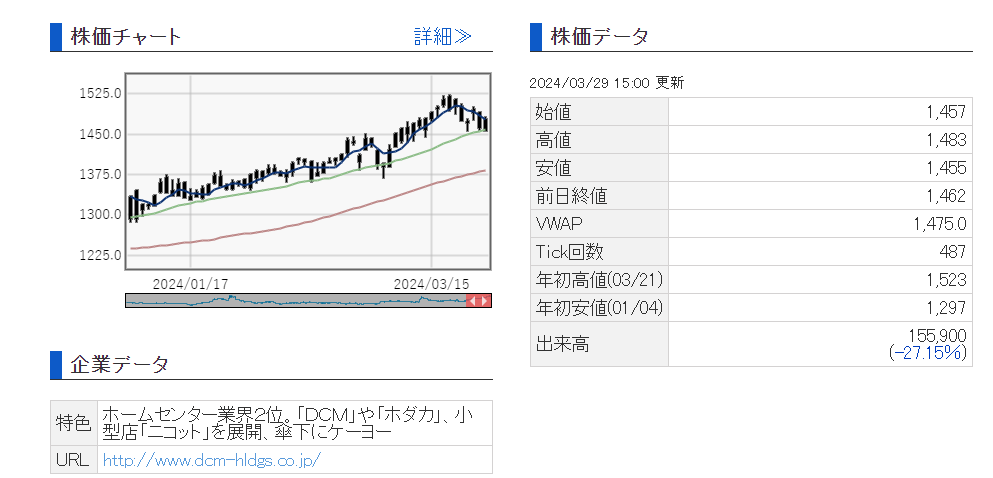 株価チャート
詳細≫
1525.0
1450.0
1375.0
1300.0
1225.0
2024/01/17
2024/03/15
企業データ
特色
ホームセンター業界2位。「DCM」や「ホダカ」、小
型店「ニコット」を展開、傘下にケーヨー
URL
http://www.dcm-hldgs.co.jp/
株価データ
2024/03/29 15:00 更新
始値 1,457
高値 1,483
安値 1,455
前日終値 1,462
VWAP 1,475.0
Tick回数 487
年初高値(03/21) 1,523
年初安値(01/04) 1,297
出来高 155,900
(-27.15%)